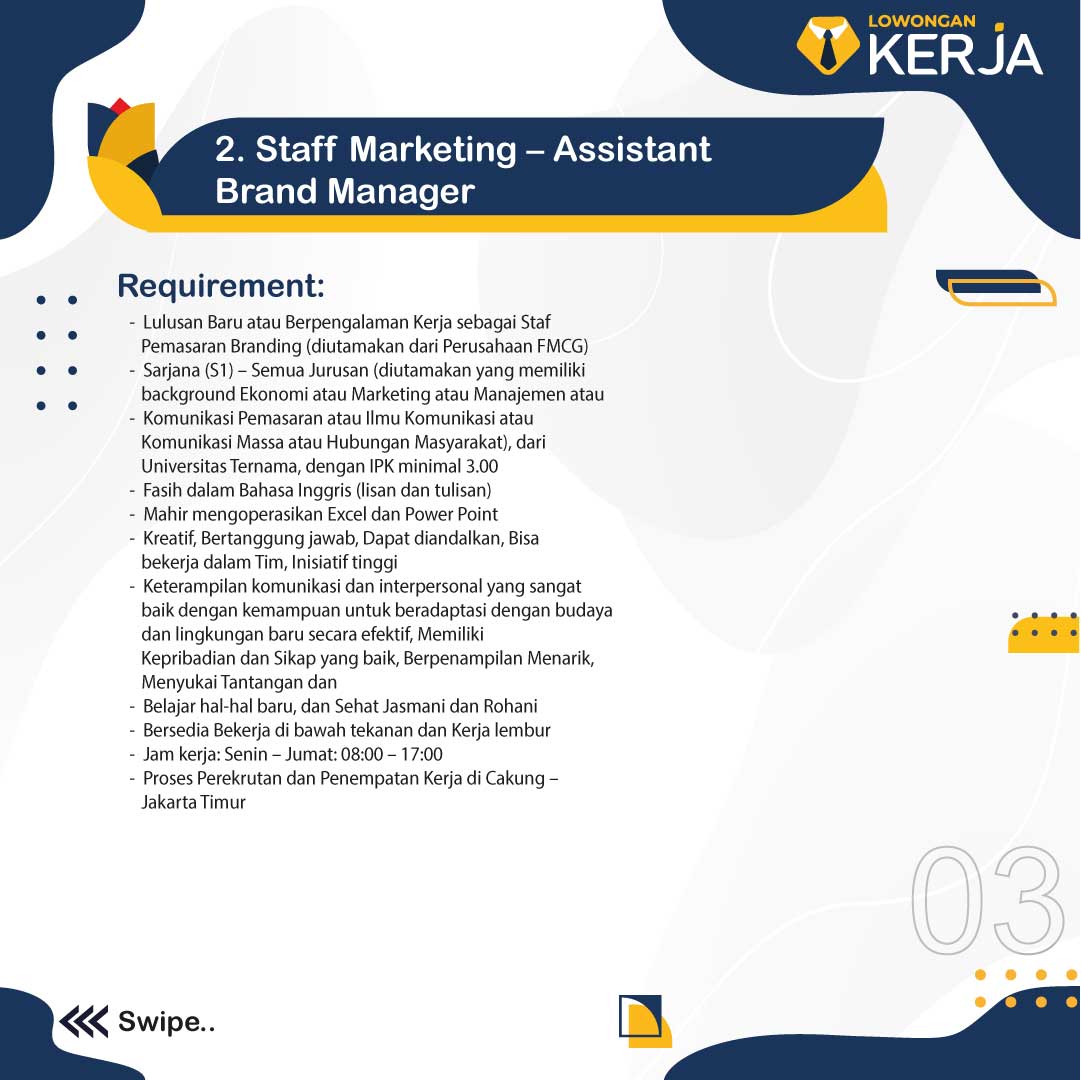 LOWONGAN
KERJA
2. Staff Marketing – Assistant
Brand Manager
Requirement:
- Lulusan Baru atau Berpengalaman Kerja sebagai Staf
Pemasaran Branding (diutamakan dari Perusahaan FMCG)
- Sarjana (S1) – Semua Jurusan (diutamakan yang memiliki
background Ekonomi atau Marketing atau Manajemen atau
- Komunikasi Pemasaran atau Ilmu Komunikasi atau
Komunikasi Massa atau Hubungan Masyarakat), dari
Universitas Ternama, dengan IPK minimal 3.00
- Fasih dalam Bahasa Inggris (lisan dan tulisan)
- Mahir mengoperasikan Excel dan Power Point
- Kreatif, Bertanggung jawab, Dapat diandalkan, Bisa
bekerja dalam Tim, Inisiatif tinggi
- Keterampilan komunikasi dan interpersonal yang sangat
baik dengan kemampuan untuk beradaptasi dengan budaya
dan lingkungan baru secara efektif, Memiliki
Kepribadian dan Sikap yang baik, Berpenampilan Menarik,
Menyukai Tantangan dan
- Belajar hal-hal baru, dan Sehat Jasmani dan Rohani
- Bersedia Bekerja di bawah tekanan dan Kerja lembur
- Jam kerja: Senin – Jumat: 08:00 – 17:00
- Proses Perekrutan dan Penempatan Kerja di Cakung –
Jakarta Timur
03
Swipe..